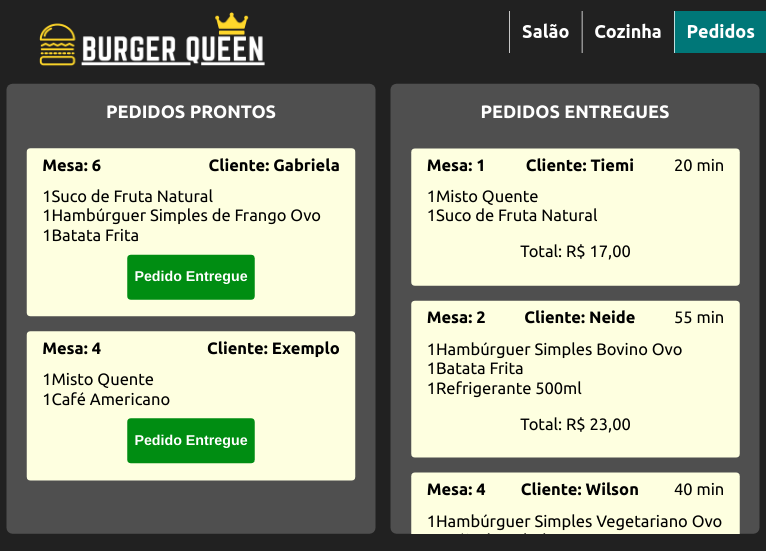 BURGER QUEEN
Salão
Cozinha
Pedidos
PEDIDOS PRONTOS
Mesa: 6 Cliente: Gabriela
1Suco de Fruta Natural
1Hambúrguer Simples de Frango Ovo
1Batata Frita
Pedido Entregue
Mesa: 4 Cliente: Exemplo
1Misto Quente
1Café Americano
Pedido Entregue
PEDIDOS ENTREGUES
Mesa: 1 Cliente: Tiemi 20 min
1Misto Quente
1Suco de Fruta Natural
Total: R$ 17,00
Mesa: 2 Cliente: Neide 55 min
1Hambúrguer Simples Bovino Ovo
1Batata Frita
1Refrigerante 500ml
Total: R$ 23,00
Mesa: 4 Cliente: Wilson 40 min
1Hambúrguer Simples Vegetariano Ovo